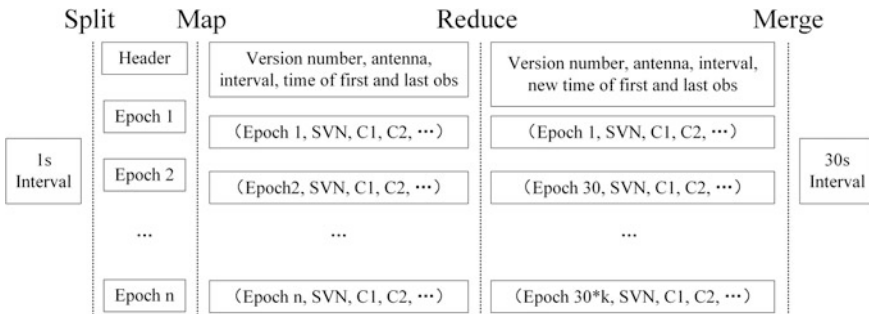 Split Map Reduce Merge
Header
Version number, antenna,
interval, time of first and last obs
Version number, antenna, interval,
new time of first and last obs
Epoch 1
(Epoch 1, SVN, C1, C2, ···)
(Epoch 1, SVN, C1, C2, ···)
1s
Interval
Epoch 2
(Epoch2, SVN, C1, C2, ···)
(Epoch 30, SVN, C1, C2, ···)
30s
Interval
...
...
...
Epoch n
(Epoch n, SVN, C1, C2, ···)
(Epoch 30*k, SVN, C1, C2, ···)